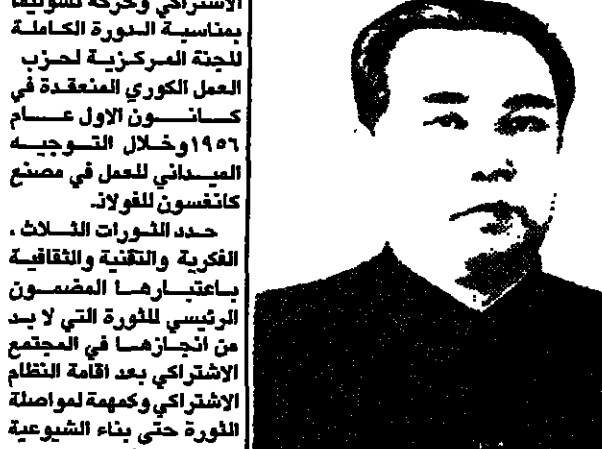 الاشتراكي وحركة تشوليما
بمناسبة الدورة الكاملة
للجنة المركزية لحزب
العمل الكوري المنعقدة في
كانون الاول عام
١٩٥٦ وخلال التوجيه
الميداني للعمل في مصنع
كانغسون للفولاذ.
حدد الثورات الثلاث ،
الفكرية والتقنية والثقافية
باعتبارها المضمون
الرئيسي للثورة التي لا بد
من انجازها في المجتمع
الاشتراكي بعد اقامة النظام
الاشتراكي وكمهمة لمواصلة
الثورة حتى بناء الشيوعية